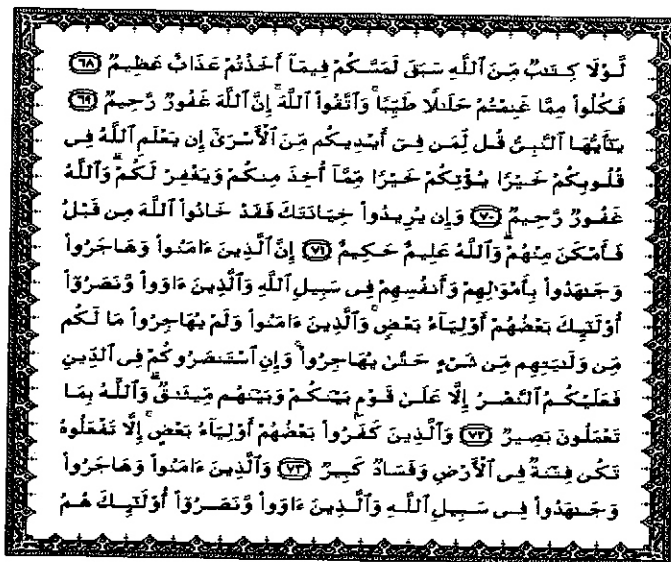 لَّوْلَا كِتَٰبٌ مِّنَ ٱللَّهِ سَبَقَ لَمَسَّكُمْ فِيمَآ أَخَذْتُمْ عَذَابٌ عَظِيمٌ ٦٨
فَكُلُوا۟ مِمَّا غَنِمْتُمْ حَلَٰلًا طَيِّبًا ۚ وَٱتَّقُوا۟ ٱللَّهَ ۚ إِنَّ ٱللَّهَ غَفُورٌ رَّحِيمٌ ٦٩
يَٰٓأَيُّهَا ٱلنَّبِىُّ قُل لِّمَن فِىٓ أَيْدِيكُم مِّنَ ٱلْأَسْرَىٰٓ إِن يَعْلَمِ ٱللَّهُ فِى
قُلُوبِكُمْ خَيْرًا يُؤْتِكُمْ خَيْرًا مِّمَّآ أُخِذَ مِنكُمْ وَيَغْفِرْ لَكُمْ ۗ وَٱللَّهُ
غَفُورٌ رَّحِيمٌ ٧٠ وَإِن يُرِيدُوا۟ خِيَانَتَكَ فَقَدْ خَانُوا۟ ٱللَّهَ مِن قَبْلُ
فَأَمْكَنَ مِنْهُمْ ۗ وَٱللَّهُ عَلِيمٌ حَكِيمٌ ٧١ إِنَّ ٱلَّذِينَ ءَامَنُوا۟ وَهَاجَرُوا۟
وَجَٰهَدُوا۟ بِأَمْوَٰلِهِمْ وَأَنفُسِهِمْ فِى سَبِيلِ ٱللَّهِ وَٱلَّذِينَ ءَاوَوا۟ وَّنَصَرُوٓا۟
أُو۟لَٰٓئِكَ بَعْضُهُمْ أَوْلِيَآءُ بَعْضٍ ۚ وَٱلَّذِينَ ءَامَنُوا۟ وَلَمْ يُهَاجِرُوا۟ مَا لَكُم
مِّن وَلَٰيَتِهِم مِّن شَىْءٍ حَتَّىٰ يُهَاجِرُوا۟ ۚ وَإِنِ ٱسْتَنصَرُوكُمْ فِى ٱلدِّينِ
فَعَلَيْكُمُ ٱلنَّصْرُ إِلَّا عَلَىٰ قَوْمٍۭ بَيْنَكُمْ وَبَيْنَهُم مِّيثَٰقٌ ۗ وَٱللَّهُ بِمَا
تَعْمَلُونَ بَصِيرٌ ٧٢ وَٱلَّذِينَ كَفَرُوا۟ بَعْضُهُمْ أَوْلِيَآءُ بَعْضٍ ۚ إِلَّا تَفْعَلُوهُ
تَكُن فِتْنَةٌ فِى ٱلْأَرْضِ وَفَسَادٌ كَبِيرٌ ٧٣ وَٱلَّذِينَ ءَامَنُوا۟ وَهَاجَرُوا۟
وَجَٰهَدُوا۟ فِى سَبِيلِ ٱللَّهِ وَٱلَّذِينَ ءَاوَوا۟ وَّنَصَرُوٓا۟ أُو۟لَٰٓئِكَ هُمُ